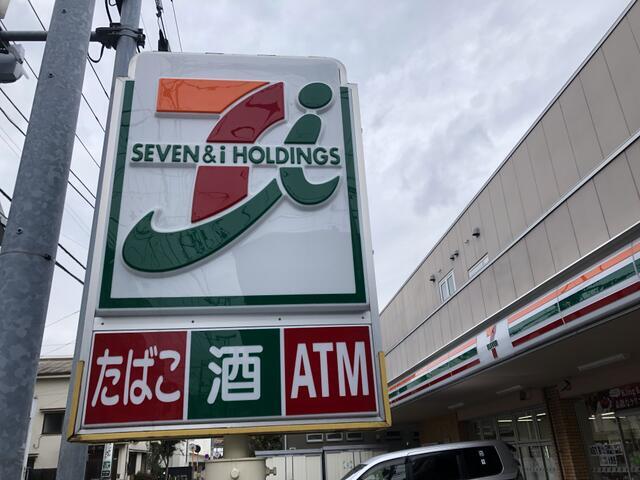 SEVEN & i HOLDINGS
たばこ
酒
ATM